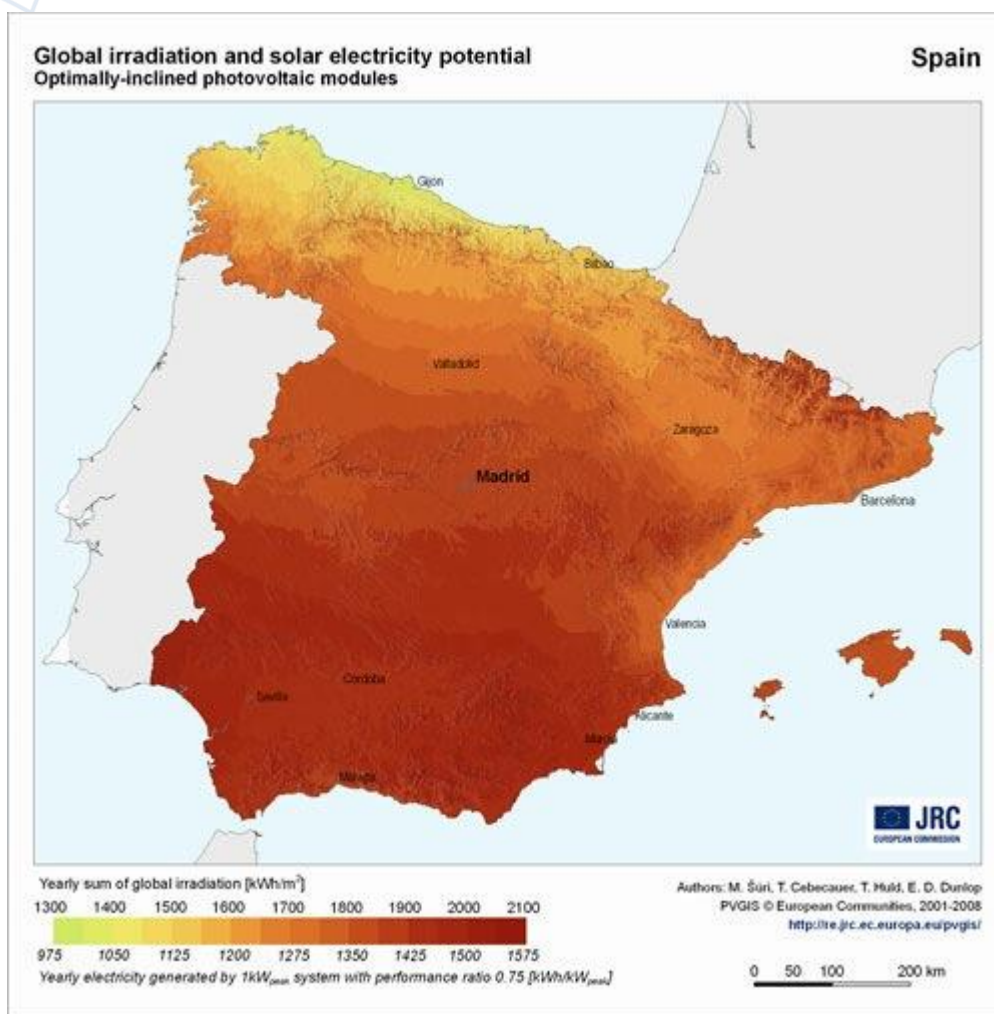 Global irradiation and solar electricity potential
Optimally-inclined photovoltaic modules
Spain
Gijón
Bilbao
Valladolid
Zaragoza
Madrid
Barcelona
Valencia
Cordoba
Sevilla
Alicante
Murcia
Malaga
JRC
EUROPEAN COMMISSION
Yearly sum of global irradiation [kWh/m²]
1300 1400 1500 1600 1700 1800 1900 2000 2100
975 1050 1125 1200 1275 1350 1425 1500 1575
Yearly electricity generated by 1kWpeak system with performance ratio 0.75 [kWh/kWpeak]
Authors: M. Šúri, T. Cebecauer, T. Huld, E. D. Dunlop
PVGIS © European Communities, 2001-2008
http://re.jrc.ec.europa.eu/pvgis/
0 50 100 200 km